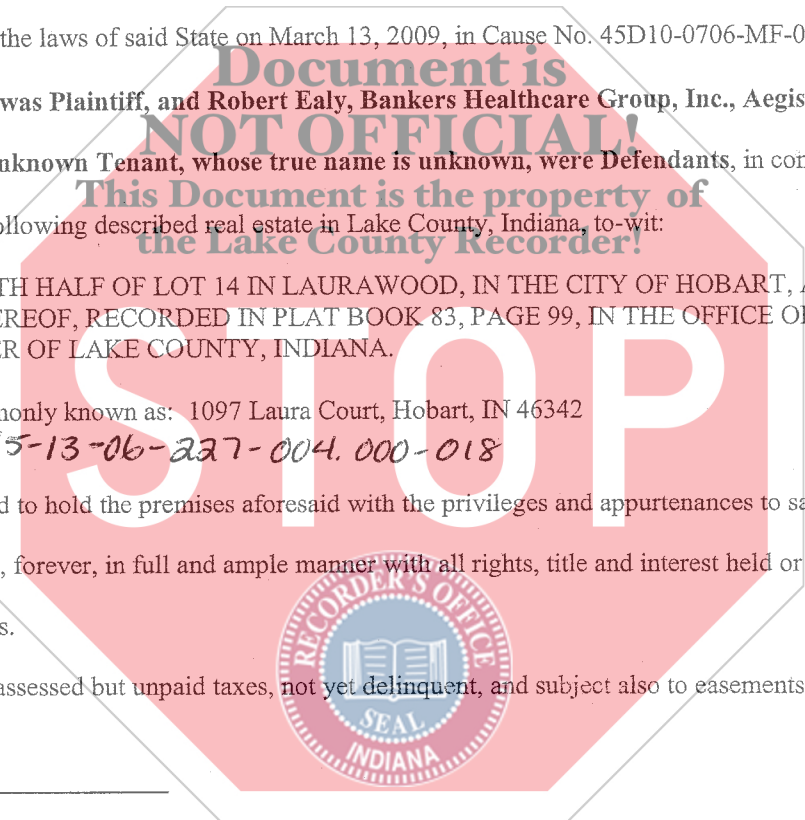 the laws of said State on March 13, 2009, in Cause No. 45D10-0706-MF-0
Document is
was Plaintiff, and Robert Ealy, Bankers Healthcare Group, Inc., Aegis
NOT OFFICIAL!
nknown Tenant, whose true name is unknown, were Defendants, in con
This Document is the property of
ollowing described real estate in Lake County, Indiana, to-wit:
the Lake County Recorder!
TH HALF OF LOT 14 IN LAURAWOOD, IN THE CITY OF HOBART, A
EREOF, RECORDED IN PLAT BOOK 83, PAGE 99, IN THE OFFICE OF
R OF LAKE COUNTY, INDIANA.
STOP
monly known as: 1097 Laura Court, Hobart, IN 46342
5-13-06-227-004.000-018
d to hold the premises aforesaid with the privileges and appurtenances to sa
, forever, in full and ample manner with all rights, title and interest held or
s.
RECORDER'S OFFICE
assessed but unpaid taxes, not yet delinquent, and subject also to easements
SEAL
INDIANA